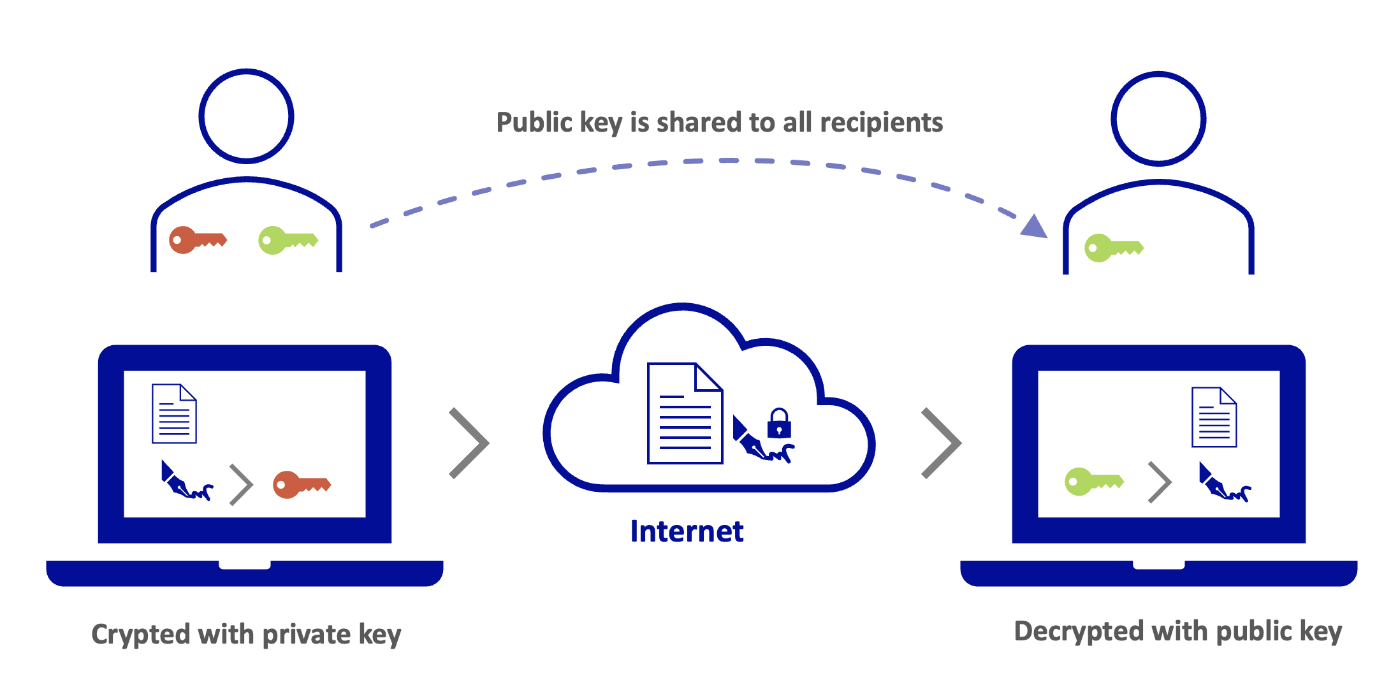 Public key is shared to all recipients
Internet
Crypted with private key
Decrypted with public key